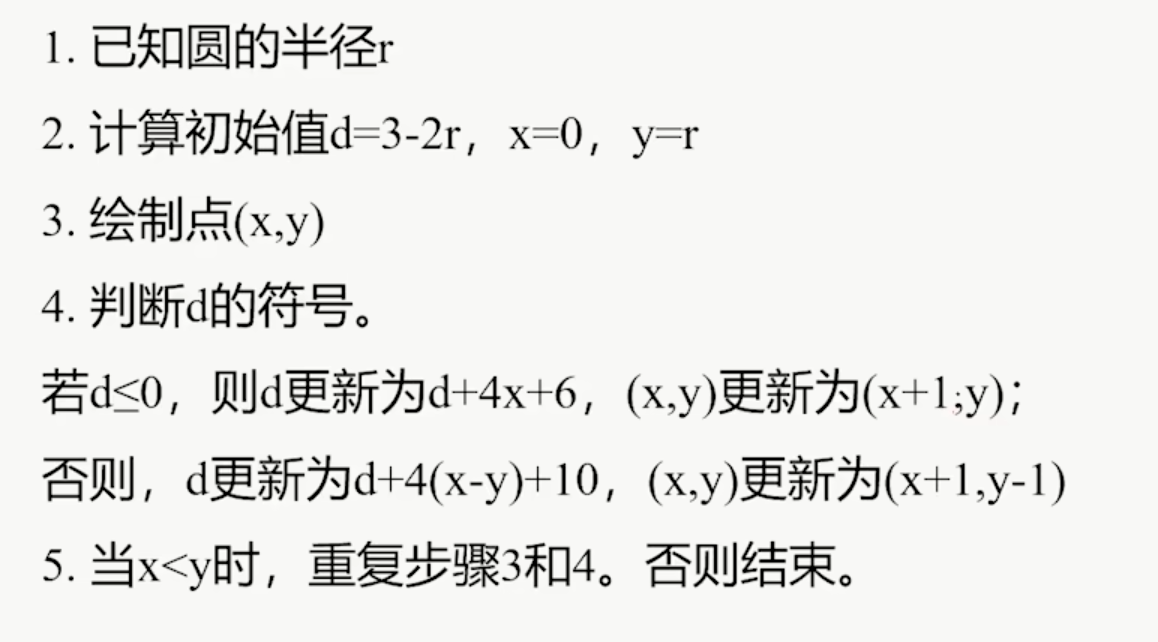 1. 已知圆的半径r
2. 计算初始值d=3-2r，x=0，y=r
3. 绘制点(x,y)
4. 判断d的符号。
若d≤0，则d更新为d+4x+6，(x,y)更新为(x+1,y)；
否则，d更新为d+4(x-y)+10，(x,y)更新为(x+1,y-1)
5. 当x<y时，重复步骤3和4。否则结束。